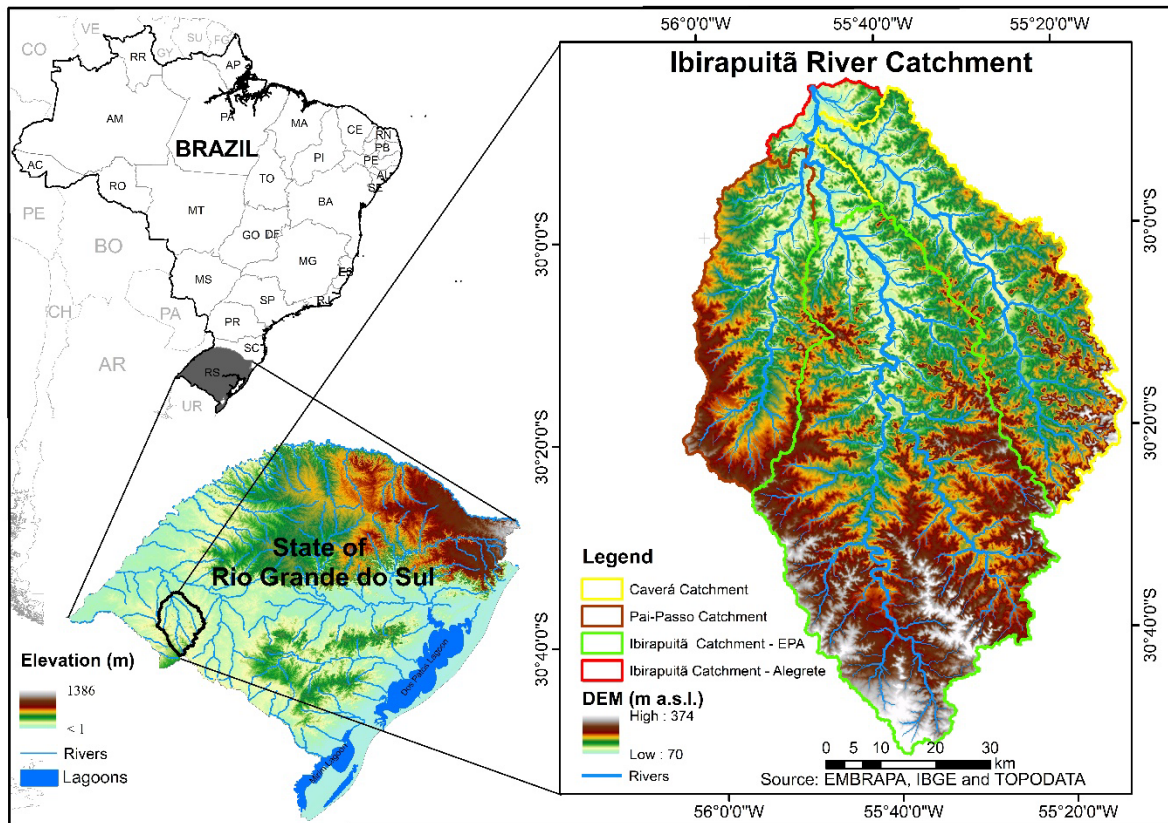 VE
SU
FG
GY
CO
RR
AP
AM
PA
MA
CE
RN
PB
PE
AL
SE
PI
BRAZIL
AC
TO
RO
BA
MT
PE
GO
DF
BO
MG
ES
MS
SP
RJ
CH
PA
PR
SC
AR
RS
UR
State of
Rio Grande do Sul
Dos Patos Lagoon
Mirim Lagoon
Elevation (m)
1386
< 1
Rivers
Lagoons
56°0'0"W
55°40'0"W
55°20'0"W
Ibirapuitã River Catchment
30°0'0"S
30°20'0"S
30°40'0"S
30°0'0"S
30°20'0"S
30°40'0"S
Legend
Caverá Catchment
Pai-Passo Catchment
Ibirapuitã Catchment - EPA
Ibirapuitã Catchment - Alegrete
DEM (m a.s.l.)
High : 374
Low : 70
Rivers
0 5 10 20 30
km
Source: EMBRAPA, IBGE and TOPODATA
56°0'0"W
55°40'0"W
55°20'0"W